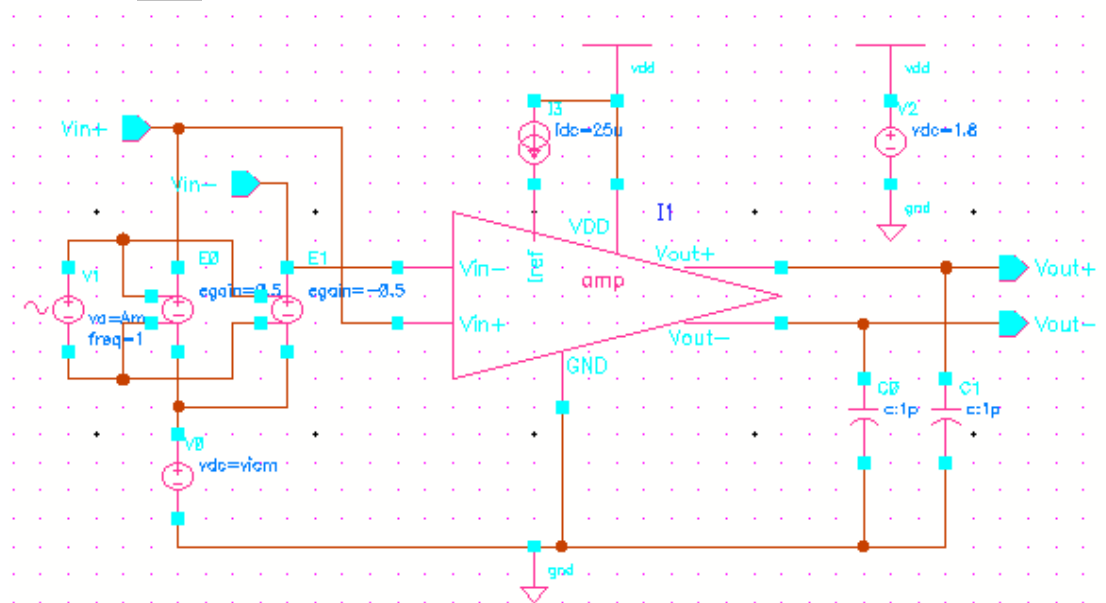 vdd
vdd
I3
Idc=25u
V2
vdc=1.8
Vin+
Vin-
gnd
I1
VDD
Iref
Vout+
amp
Vin-
Vin+
Vout-
GND
Vout+
Vout-
vi
va=Am
freq=1
E0
egain=0.5
E1
egain=-0.5
C0
c:1p
C1
c:1p
V0
vdc=vicm
gnd